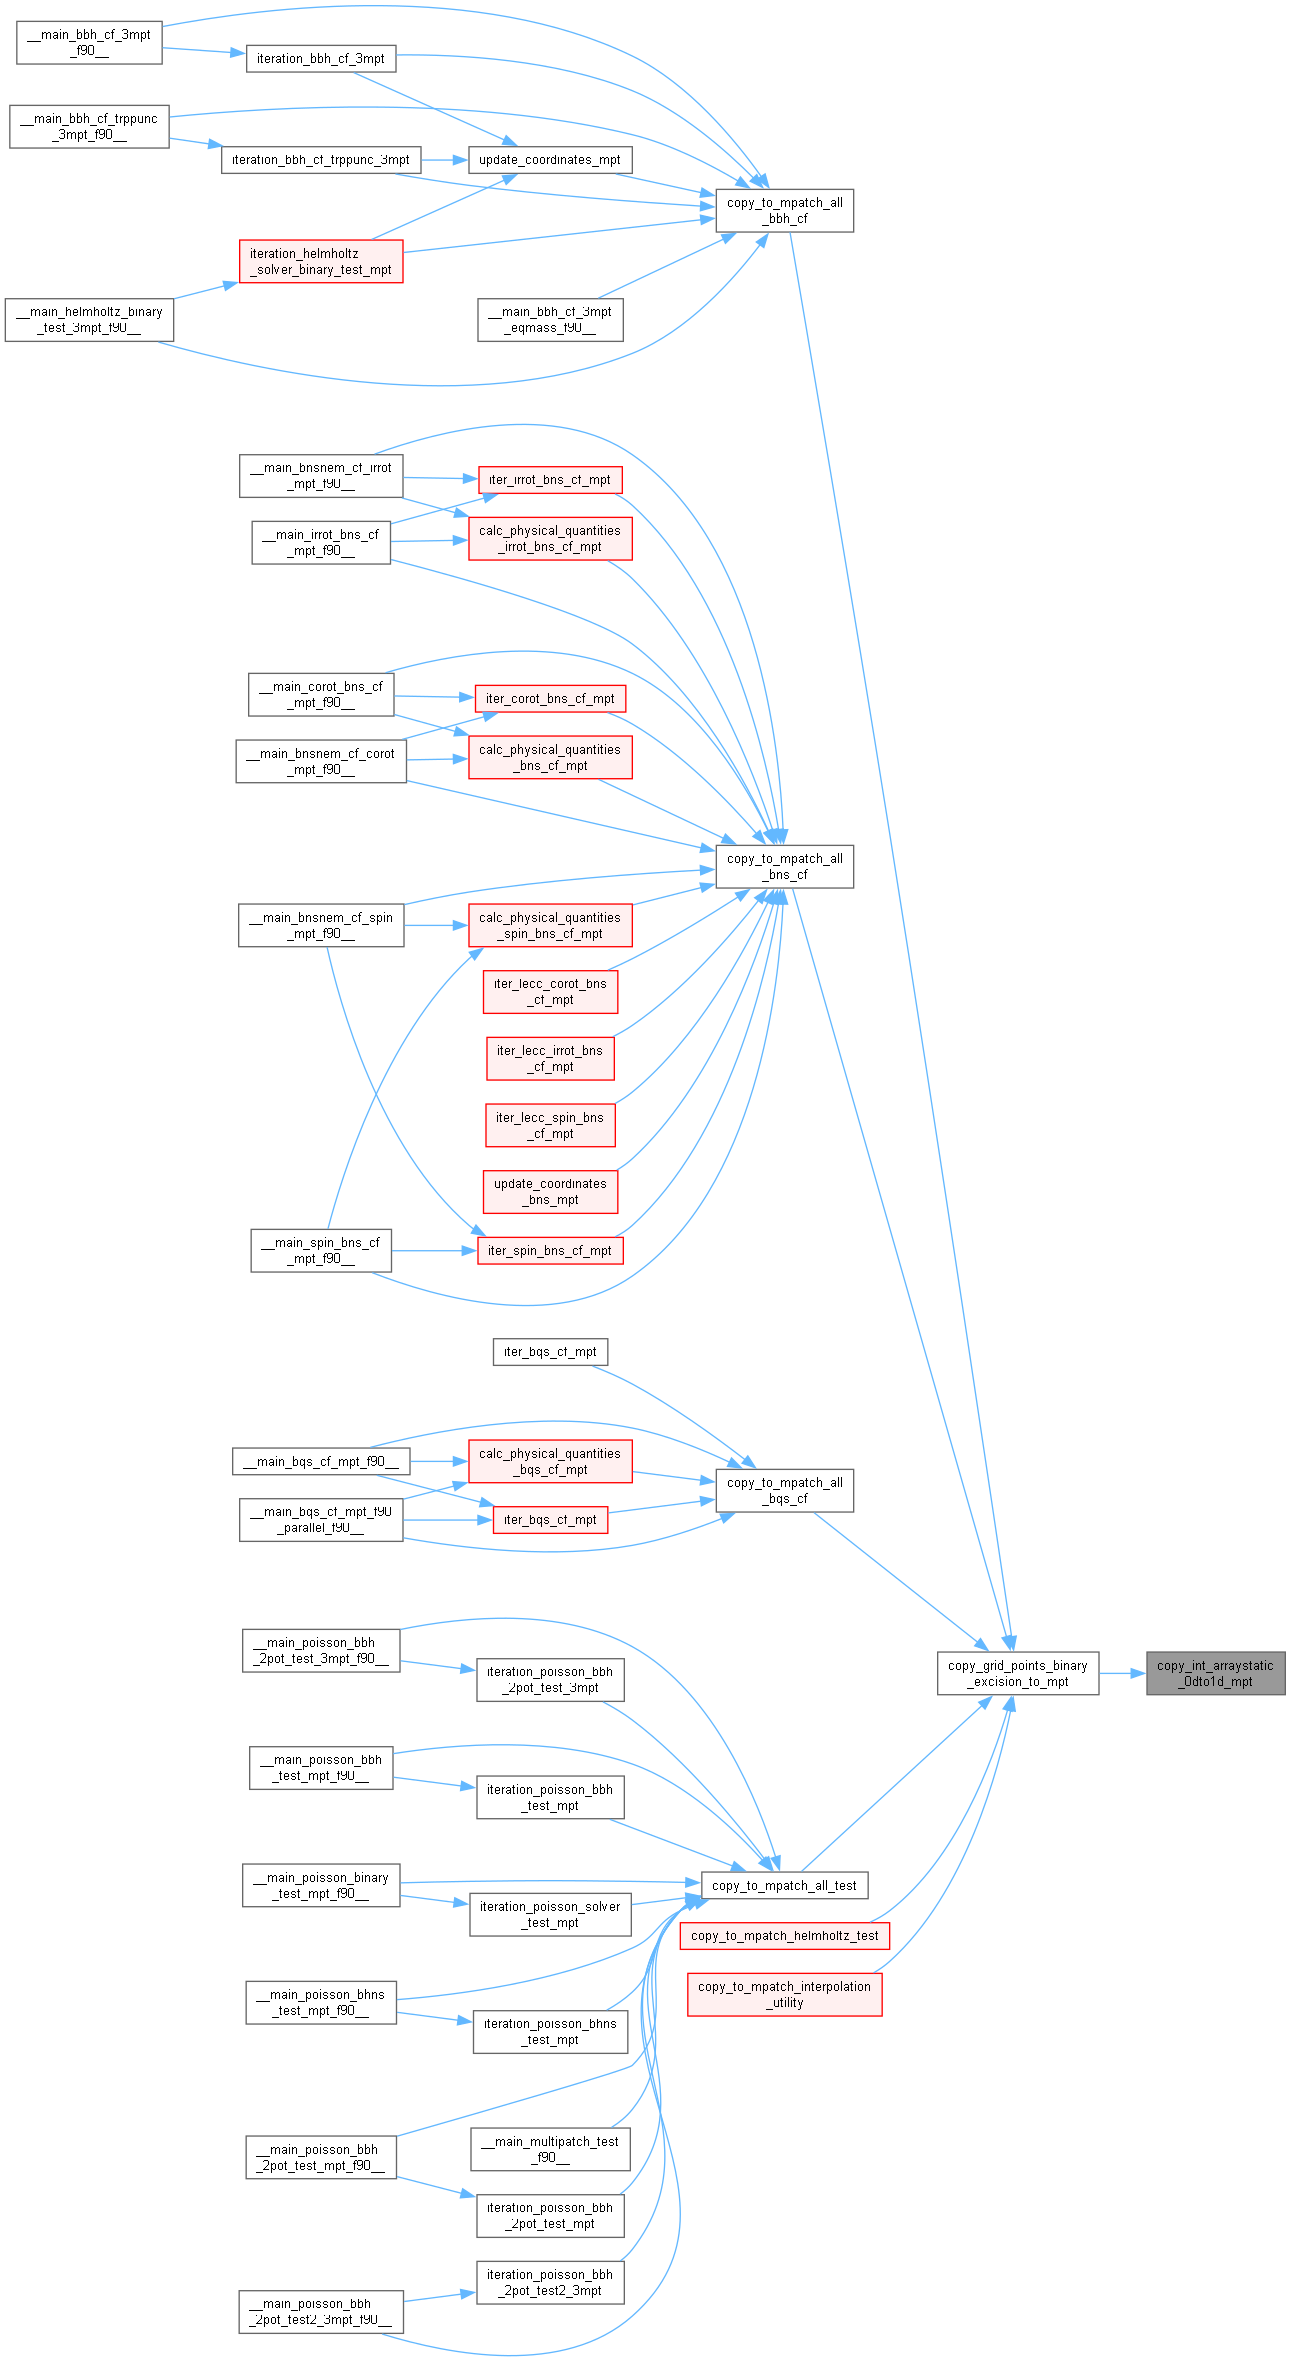 __main_bbh_cf_3mpt
_f90__
iteration_bbh_cf_3mpt
__main_bbh_cf_trppunc
_3mpt_f90__
iteration_bbh_cf_trppunc_3mpt
update_coordinates_mpt
copy_to_mpatch_all
_bbh_cf
iteration_helmholtz
_solver_binary_test_mpt
__main_helmholtz_binary
_test_3mpt_f90__
__main_bbh_cf_3mpt
_eqmass_f90__
__main_bnsnem_cf_irrot
_mpt_f90__
iter_irrot_bns_cf_mpt
__main_irrot_bns_cf
_mpt_f90__
calc_physical_quantities
_irrot_bns_cf_mpt
__main_corot_bns_cf
_mpt_f90__
iter_corot_bns_cf_mpt
__main_bnsnem_cf_corot
_mpt_f90__
calc_physical_quantities
_bns_cf_mpt
copy_to_mpatch_all
_bns_cf
__main_bnsnem_cf_spin
_mpt_f90__
calc_physical_quantities
_spin_bns_cf_mpt
iter_lecc_corot_bns
_cf_mpt
iter_lecc_irrot_bns
_cf_mpt
iter_lecc_spin_bns
_cf_mpt
update_coordinates
_bns_mpt
__main_spin_bns_cf
_mpt_f90__
iter_spin_bns_cf_mpt
iter_bqs_cf_mpt
__main_bqs_cf_mpt_f90__
calc_physical_quantities
_bqs_cf_mpt
copy_to_mpatch_all
_bqs_cf
__main_bqs_cf_mpt_f90
_parallel_f90__
iter_bqs_cf_mpt
__main_poisson_bbh
_2pot_test_3mpt_f90__
iteration_poisson_bbh
_2pot_test_3mpt
copy_grid_points_binary
_excision_to_mpt
copy_int_arraystatic
_0dto1d_mpt
__main_poisson_bbh
_test_mpt_f90__
iteration_poisson_bbh
_test_mpt
__main_poisson_binary
_test_mpt_f90__
iteration_poisson_solver
_test_mpt
copy_to_mpatch_all_test
copy_to_mpatch_helmholtz_test
copy_to_mpatch_interpolation
_utility
__main_poisson_bhns
_test_mpt_f90__
iteration_poisson_bhns
_test_mpt
__main_multipatch_test
_f90__
__main_poisson_bbh
_2pot_test_mpt_f90__
iteration_poisson_bbh
_2pot_test_mpt
iteration_poisson_bbh
_2pot_test2_3mpt
__main_poisson_bbh
_2pot_test2_3mpt_f90__